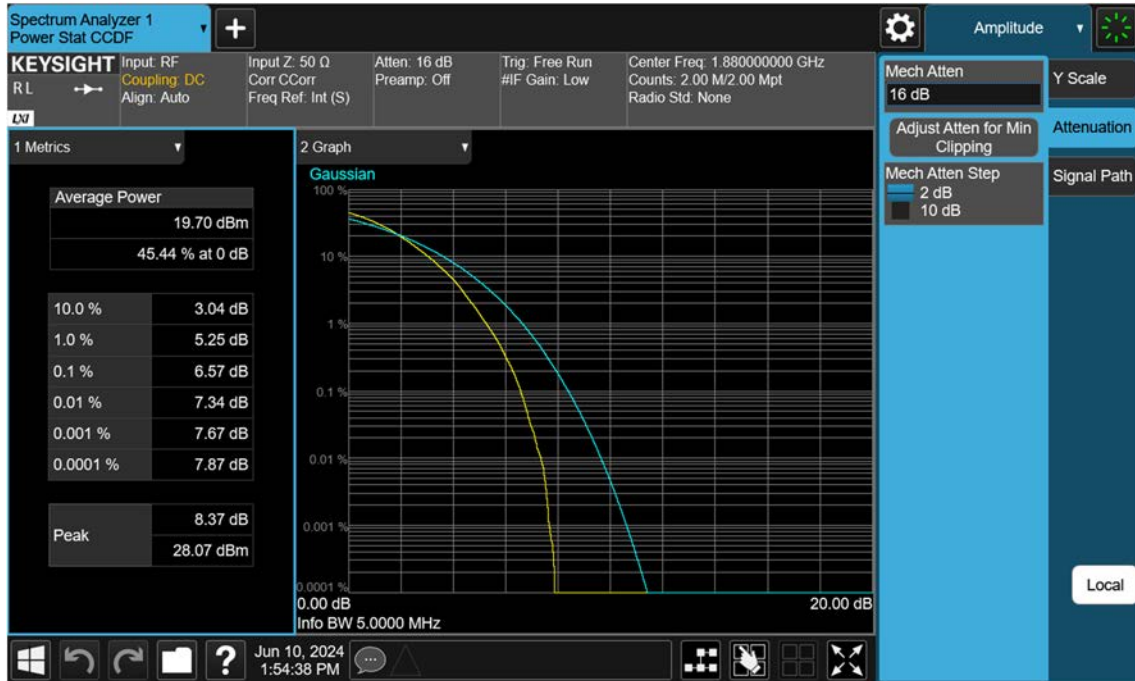 Spectrum Analyzer 1
Power Stat CCDF
Amplitude
KEYSIGHT
R L
LXI
Input: RF
Coupling: DC
Align: Auto
Input Z: 50 Ω
Corr CCorr
Freq Ref: Int (S)
Atten: 16 dB
Preamp: Off
Trig: Free Run
#IF Gain: Low
Center Freq: 1.880000000 GHz
Counts: 2.00 M/2.00 Mpt
Radio Std: None
Mech Atten
16 dB
Adjust Atten for Min
Clipping
Mech Atten Step
2 dB
10 dB
Y Scale
Attenuation
Signal Path
1 Metrics
Average Power
19.70 dBm
45.44 % at 0 dB
10.0 % 3.04 dB
1.0 % 5.25 dB
0.1 % 6.57 dB
0.01 % 7.34 dB
0.001 % 7.67 dB
0.0001 % 7.87 dB
Peak
8.37 dB
28.07 dBm
2 Graph
Gaussian
100 %
10 %
1 %
0.1 %
0.01 %
0.001 %
0.0001 %
0.00 dB 20.00 dB
Info BW 5.0000 MHz
Local
?
Jun 10, 2024
1:54:38 PM